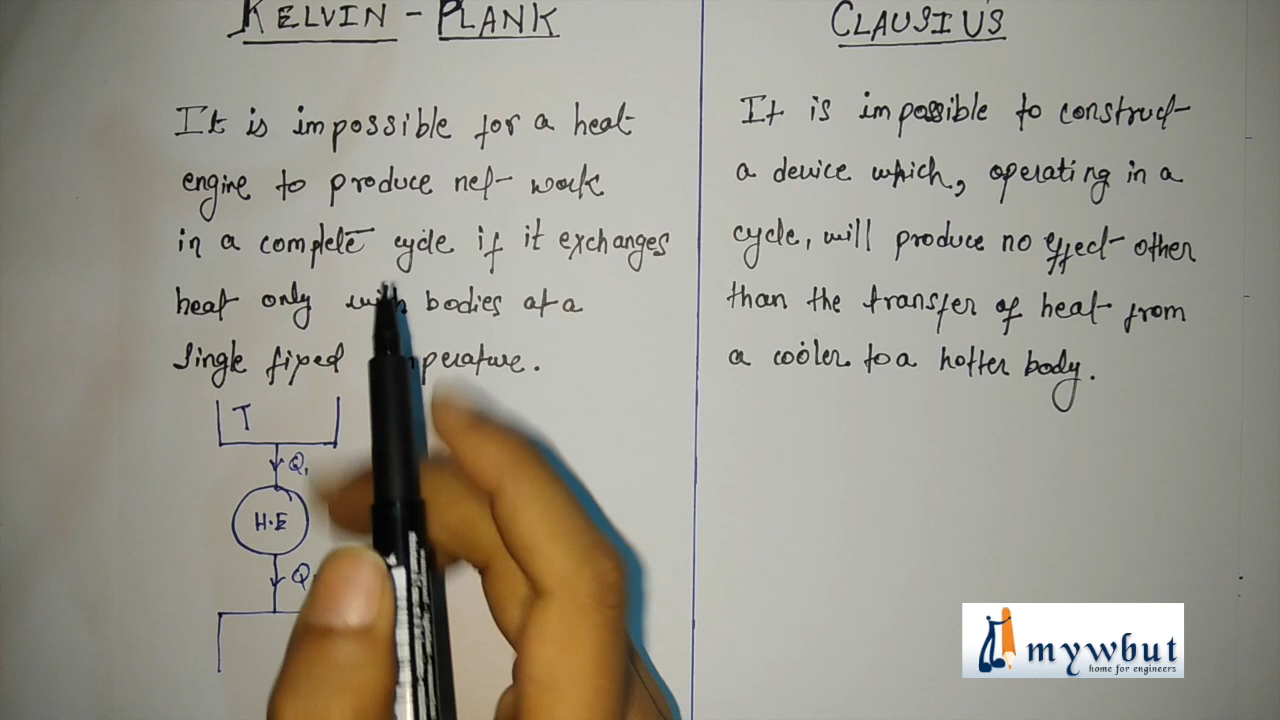 KELVIN - PLANK
It is impossible for a heat
engine to produce net work
in a complete cycle if it exchanges
heat only with bodies at a
single fixed perature.
T
Q1
H.E
Q
CLAUSIUS
It is impossible to construct
a device which, operating in a
cycle, will produce no effect other
than the transfer of heat from
a cooler to a hotter body.
mywbut
home for engineers